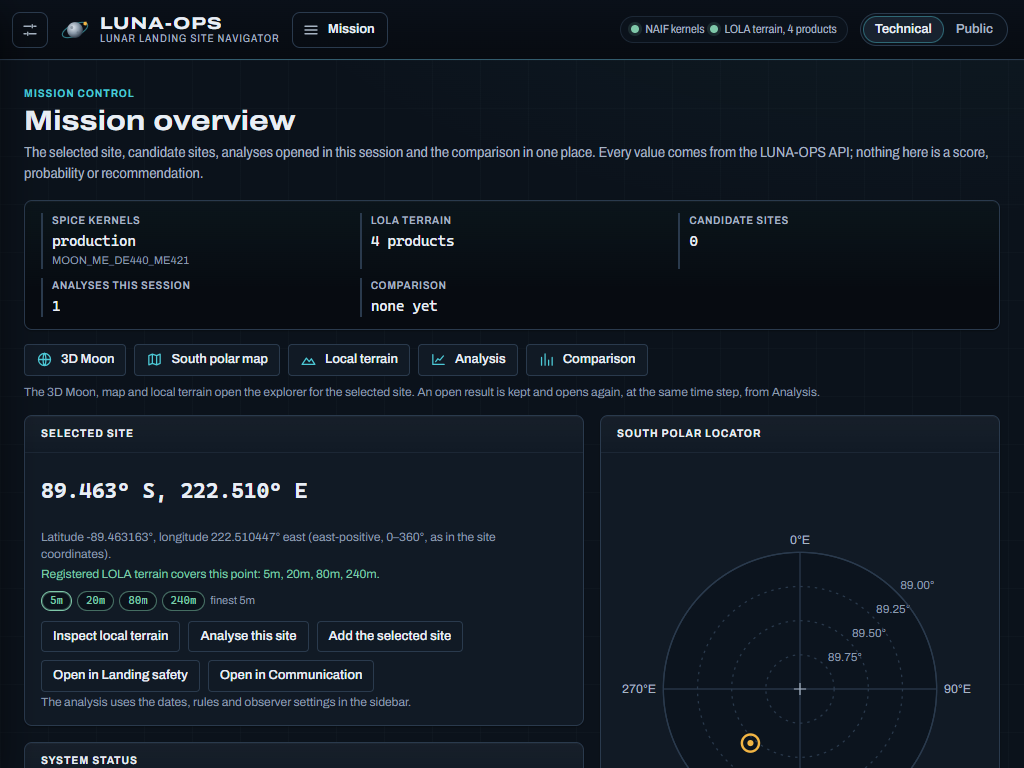 LUNA-OPS
LUNAR LANDING SITE NAVIGATOR
Mission
NAIF kernels
LOLA terrain, 4 products
Technical
Public
MISSION CONTROL
Mission overview
The selected site, candidate sites, analyses opened in this session and the comparison in one place. Every value comes from the LUNA-OPS API; nothing here is a score,
probability or recommendation.
SPICE KERNELS
production
MOON_ME_DE440_ME421
LOLA TERRAIN
4 products
CANDIDATE SITES
0
ANALYSES THIS SESSION
1
COMPARISON
none yet
3D Moon
South polar map
Local terrain
Analysis
Comparison
The 3D Moon, map and local terrain open the explorer for the selected site. An open result is kept and opens again, at the same time step, from Analysis.
SELECTED SITE
89.463° S, 222.510° E
Latitude -89.463163°, longitude 222.510447° east (east-positive, 0–360°, as in the site
coordinates).
Registered LOLA terrain covers this point: 5m, 20m, 80m, 240m.
5m
20m
80m
240m
finest 5m
Inspect local terrain
Analyse this site
Add the selected site
Open in Landing safety
Open in Communication
The analysis uses the dates, rules and observer settings in the sidebar.
SYSTEM STATUS
SOUTH POLAR LOCATOR
0°E
89.00°
89.25°
89.50°
89.75°
270°E
90°E